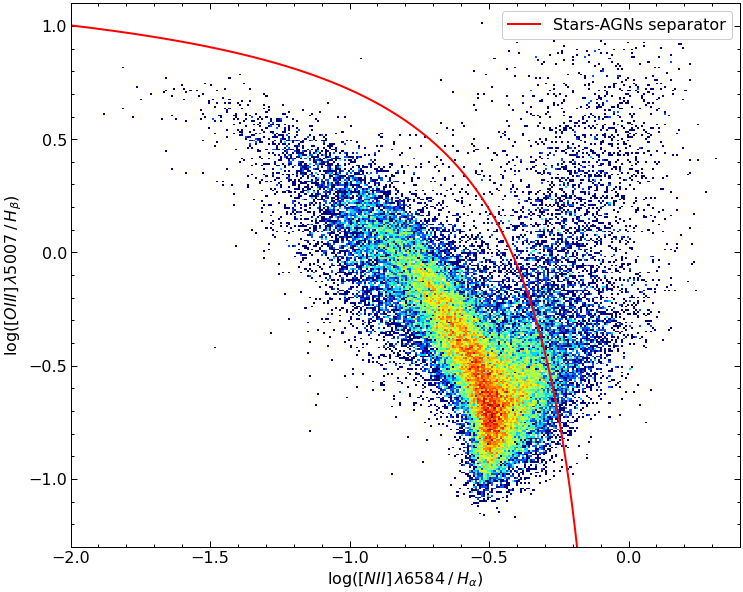 Stars-AGNs separator
1.0
0.5
0.0
−0.5
−1.0
log([OIII] λ5007 / Hβ)
−2.0 −1.5 −1.0 −0.5 0.0
log([NII] λ6584 / Hα)